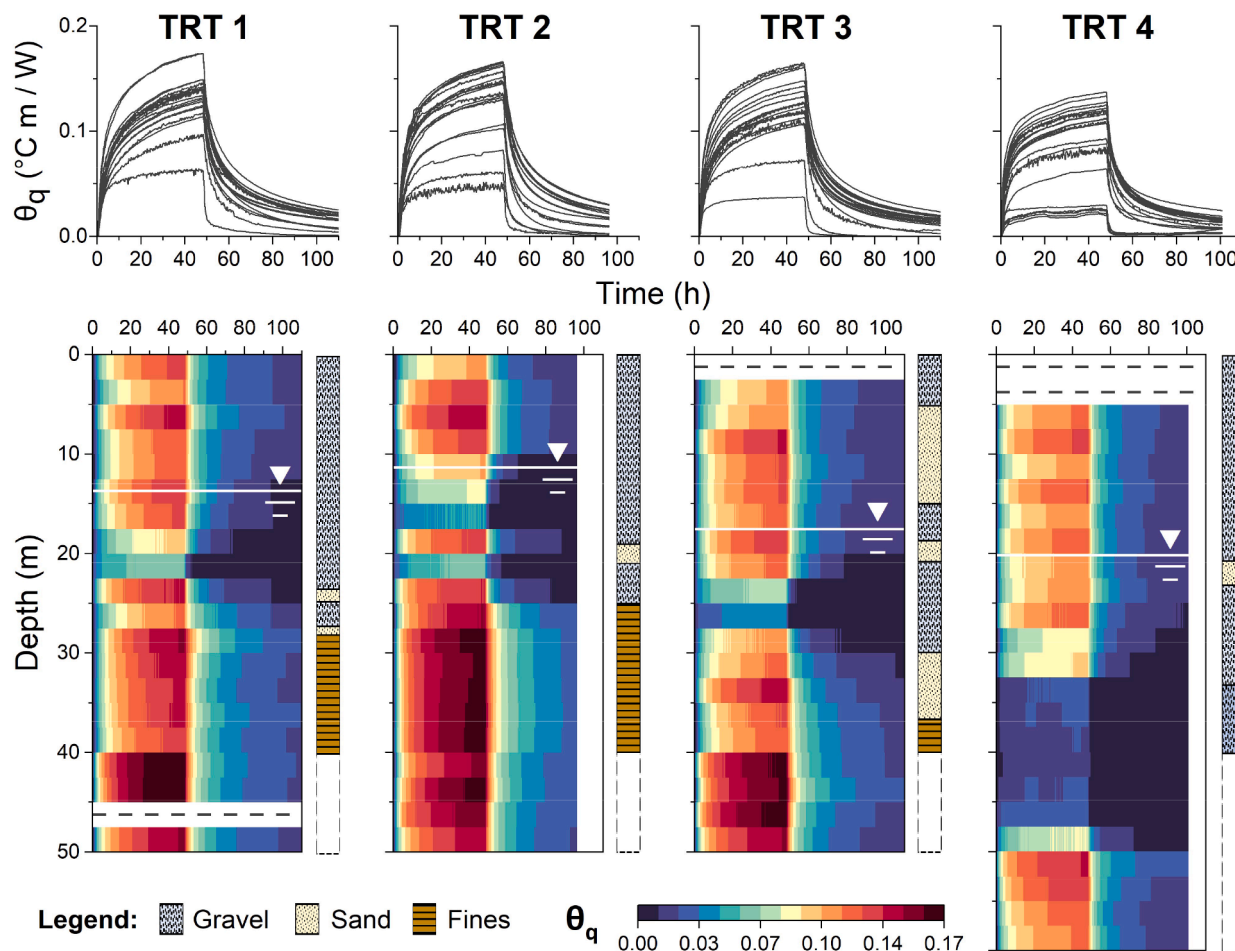 TRT 1
TRT 2
TRT 3
TRT 4
0.2
0.1
0.0
θq (°C m / W)
0 20 40 60 80 100
0 20 40 60 80 100
0 20 40 60 80 100
0 20 40 60 80 100
Time (h)
0 20 40 60 80 100
0 20 40 60 80 100
0 20 40 60 80 100
0 20 40 60 80 100
0
10
20
30
40
50
Depth (m)
Legend: Gravel Sand Fines
θq
0.00 0.03 0.07 0.10 0.14 0.17